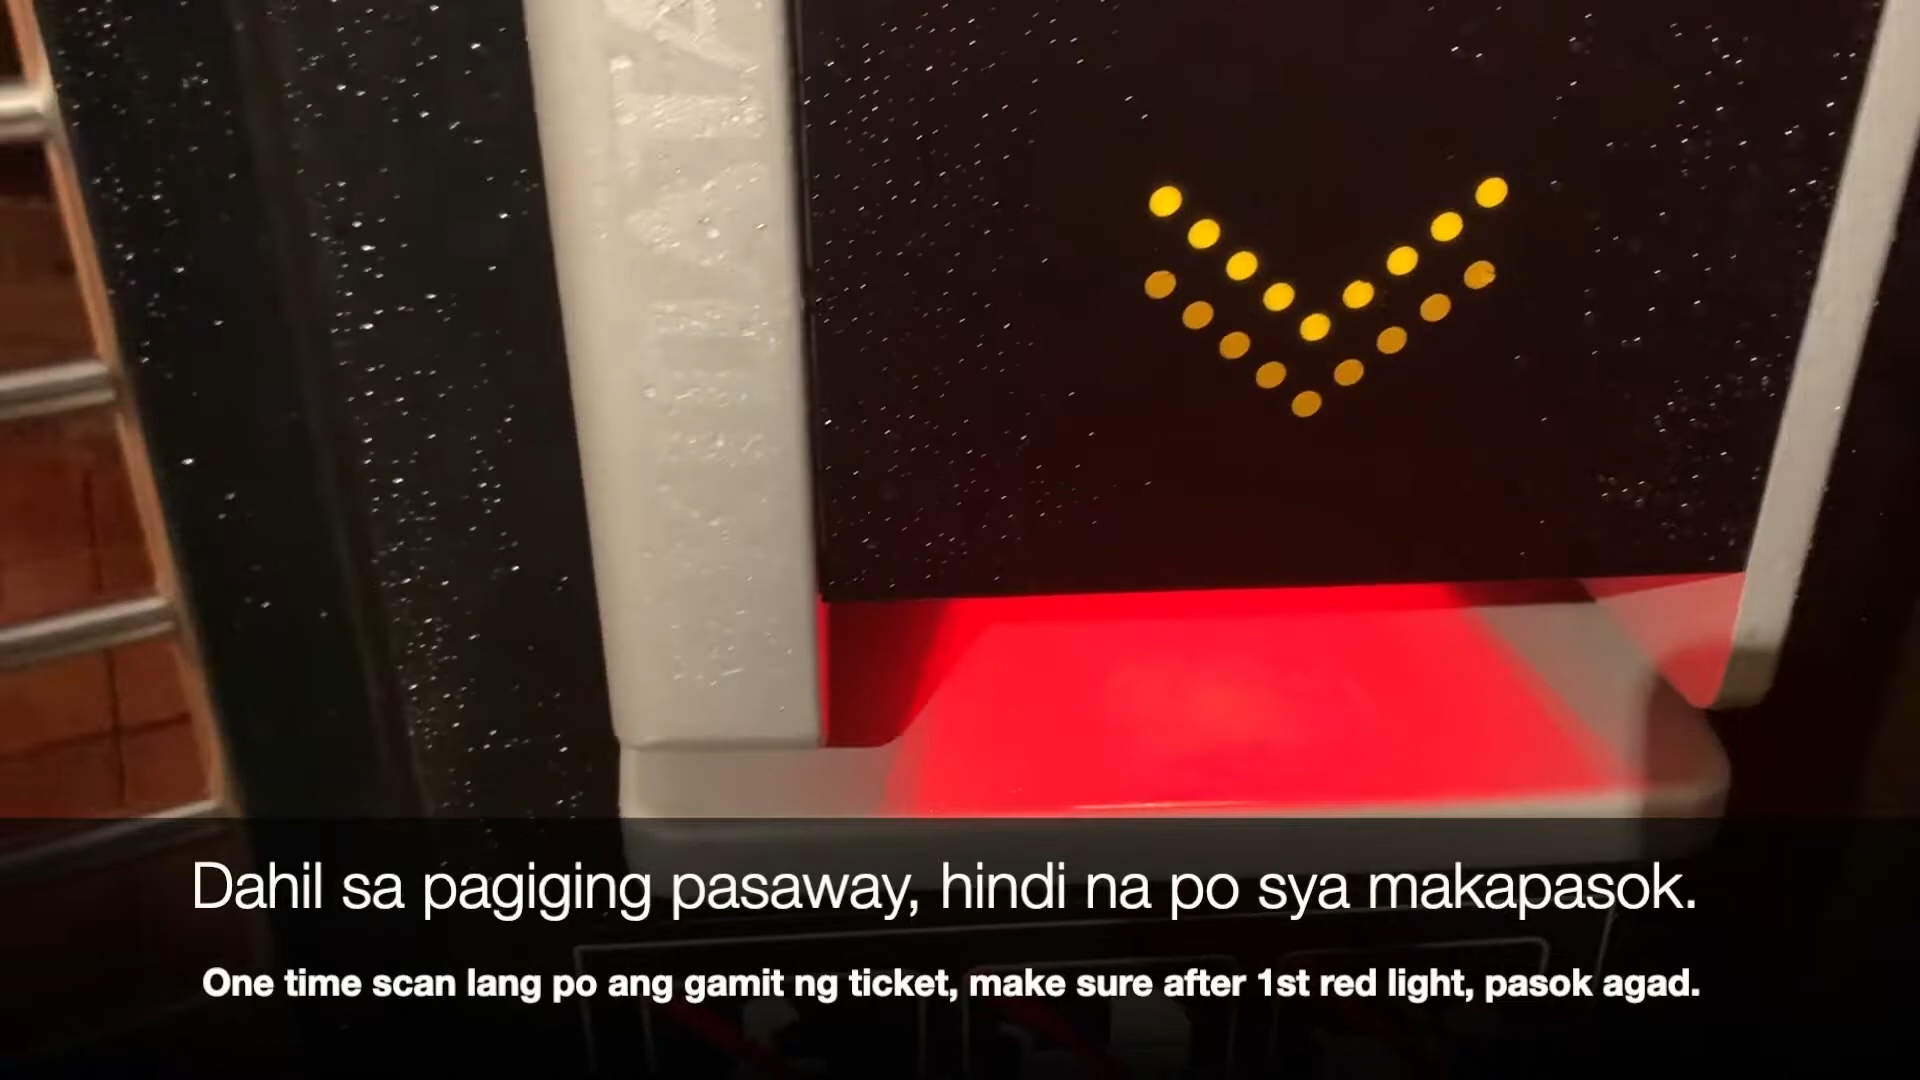 Dahil sa pagiging pasaway, hindi na po sya makapasok.
One time scan lang po ang gamit ng ticket, make sure after 1st red light, pasok agad.